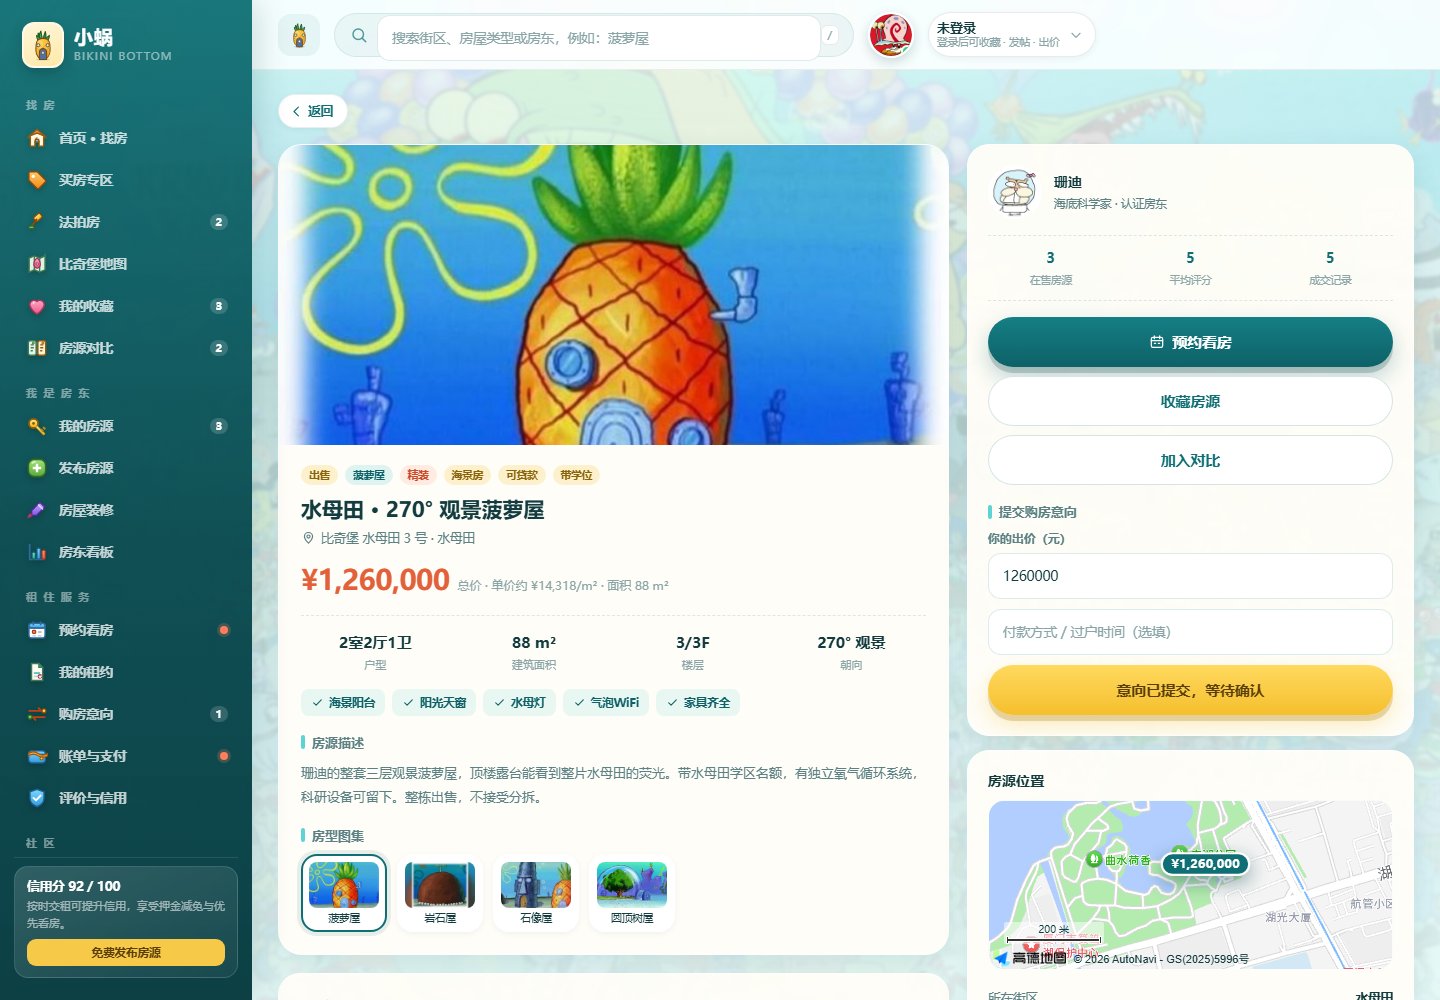 小蜗
BIKINI BOTTOM
找房
首页 • 找房
买房专区
法拍房 2
比奇堡地图
我的收藏 3
房源对比 2
我是房东
我的房源 3
发布房源
房屋装修
房东看板
租住服务
预约看房
我的租约
购房意向 1
账单与支付
评价与信用
社区
信用分 92 / 100
按时交租可提升信用，享受押金减免与优
先看房。
免费发布房源
搜索街区、房屋类型或房东，例如：菠萝屋
/
未登录
登录后可收藏 · 发帖 · 出价
返回
出售 菠萝屋 精装 海景房 可贷款 带学位
水母田 • 270° 观景菠萝屋
比奇堡 水母田 3 号 · 水母田
¥1,260,000 总价 · 单价约 ¥14,318/m² · 面积 88 m²
2室2厅1卫 88 m² 3/3F 270° 观景
户型 建筑面积 楼层 朝向
海景阳台 阳光天窗 水母灯 气泡WiFi 家具齐全
房源描述
珊迪的整套三层观景菠萝屋，顶楼露台能看到整片水母田的荧光。带水母田学区名额，有独立氧气循环系统，
科研设备可留下。整栋出售，不接受分拆。
房型图集
菠萝屋 岩石屋 石像屋 圆顶树屋
珊迪
海底科学家 · 认证房东
3 5 5
在售房源 平均评分 成交记录
预约看房
收藏房源
加入对比
提交购房意向
你的出价（元）
1260000
付款方式 / 过户时间（选填）
意向已提交，等待确认
房源位置
曲水荷香
¥1,260,000
湖
航管小区
湖光大厦
200 米
保护中心
高德地图 © 2026 AutoNavi - GS(2025)5996号
所在街区 水母田